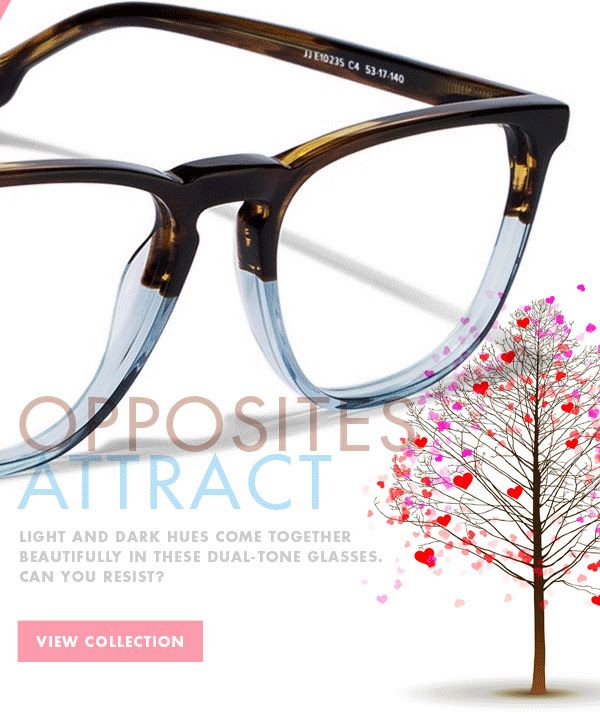 JJ E10235 C4 53-17-140
OPPOSITES
ATTRACT
LIGHT AND DARK HUES COME TOGETHER
BEAUTIFULLY IN THESE DUAL-TONE GLASSES.
CAN YOU RESIST?
VIEW COLLECTION